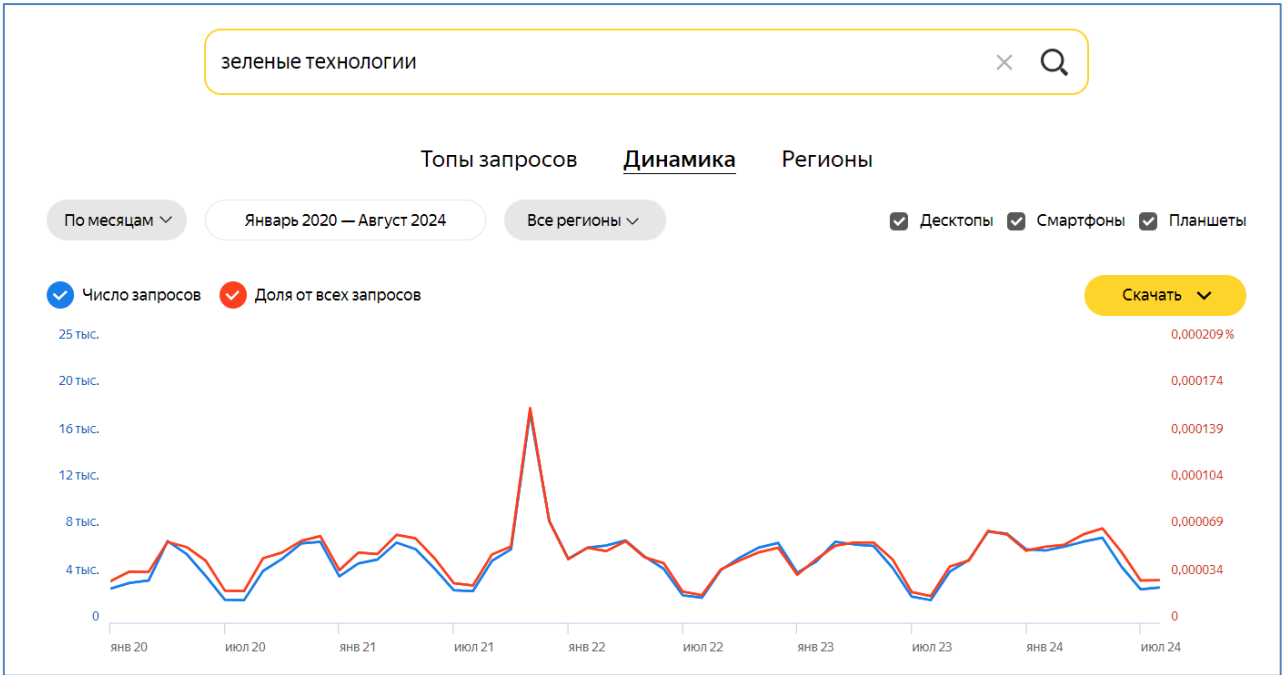 зеленые технологии
Топы запросов Динамика Регионы
По месяцам Январь 2020 — Август 2024 Все регионы Десктопы Смартфоны Планшеты
Число запросов Доля от всех запросов Скачать
25 тыс. 0,000209%
20 тыс. 0,000174
16 тыс. 0,000139
12 тыс. 0,000104
8 тыс. 0,000069
4 тыс. 0,000034
0 0
янв 20 июл 20 янв 21 июл 21 янв 22 июл 22 янв 23 июл 23 янв 24 июл 24